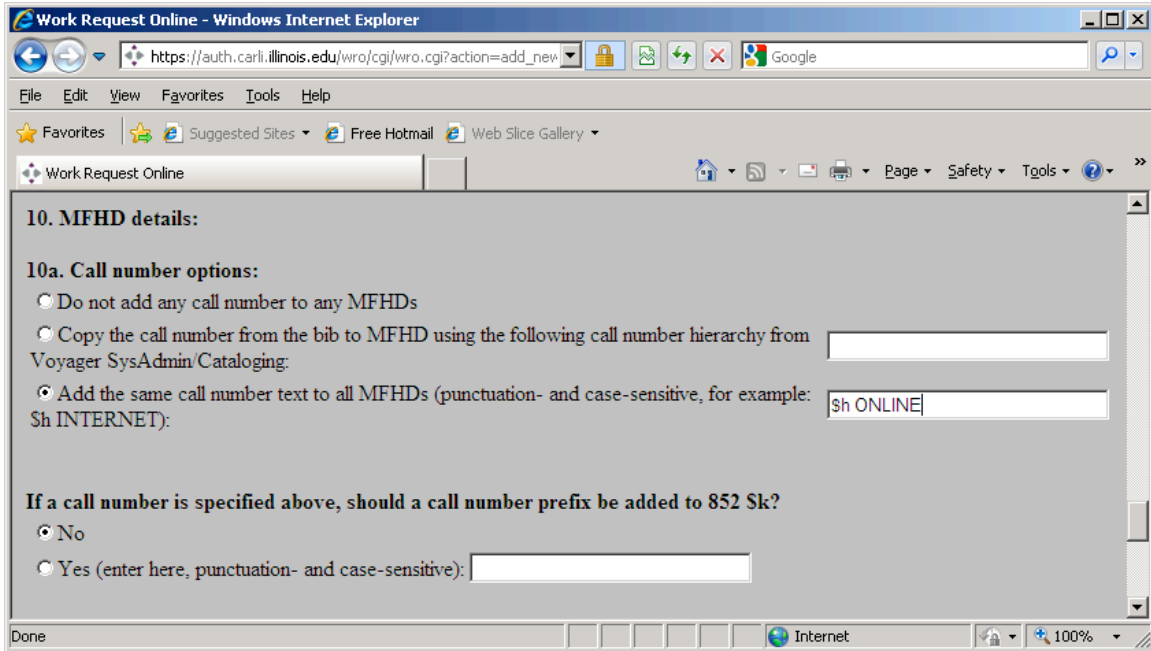 Work Request Online - Windows Internet Explorer
https://auth.carli.illinois.edu/wro/cgi/wro.cgi?action=add_new
Google
File Edit View Favorites Tools Help
Favorites Suggested Sites Free Hotmail Web Slice Gallery
Work Request Online Page Safety Tools »
10. MFHD details:
10a. Call number options:
Do not add any call number to any MFHDs
Copy the call number from the bib to MFHD using the following call number hierarchy from
Voyager SysAdmin/Cataloging:
Add the same call number text to all MFHDs (punctuation- and case-sensitive, for example:
$h INTERNET):
$h ONLINE
If a call number is specified above, should a call number prefix be added to 852 $k?
No
Yes (enter here, punctuation- and case-sensitive):
Done Internet 100%